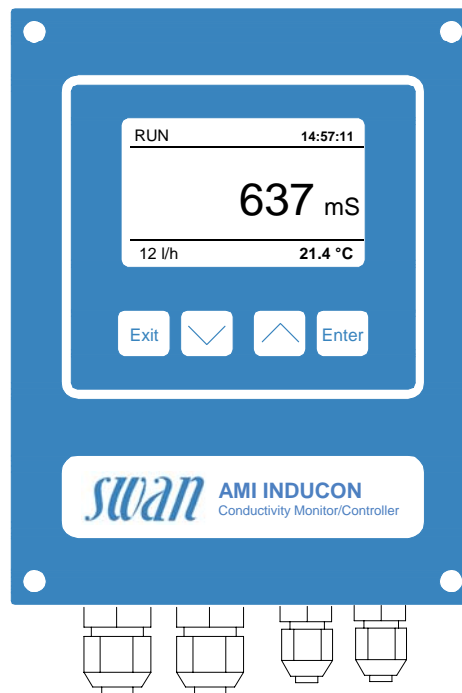 RUN 14:57:11
637 mS
12 l/h 21.4 °C
Exit Enter
swan AMI INDUCON
Conductivity Monitor/Controller